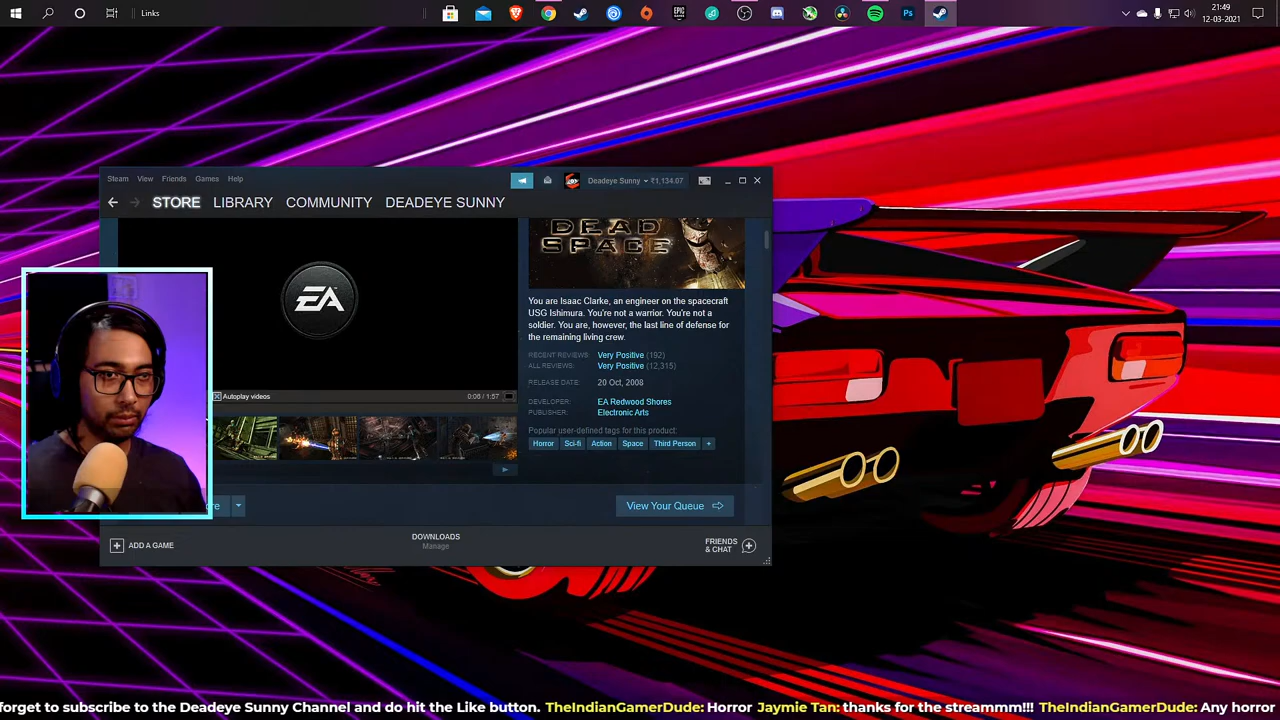 Links
EPIC
GAMES
Ps
21:49
12-03-2021
Steam View Friends Games Help
Deadeye Sunny ₹1,134.07
STORE LIBRARY COMMUNITY DEADEYE SUNNY
DEAD
SPACE
EA
You are Isaac Clarke, an engineer on the spacecraft
USG Ishimura. You're not a warrior. You're not a
soldier. You are, however, the last line of defense for
the remaining living crew.
RECENT REVIEWS: Very Positive (192)
ALL REVIEWS: Very Positive (12,315)
RELEASE DATE: 20 Oct, 2008
Autoplay videos 0:06 / 1:57
DEVELOPER: EA Redwood Shores
PUBLISHER: Electronic Arts
Popular user-defined tags for this product:
Horror Sci-fi Action Space Third Person +
re View Your Queue
ADD A GAME
DOWNLOADS
Manage
FRIENDS
& CHAT
forget to subscribe to the Deadeye Sunny Channel and do hit the Like button. TheIndianGamerDude: Horror Jaymie Tan: thanks for the streammm!!! TheIndianGamerDude: Any horror